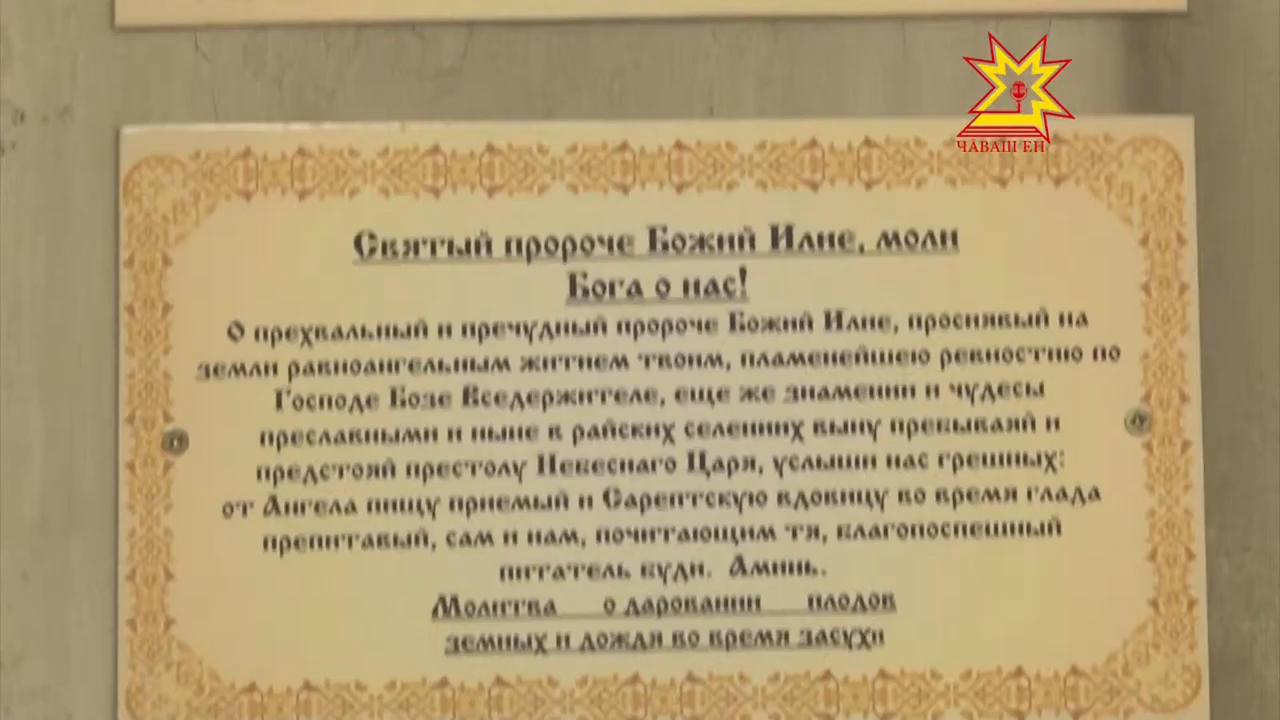 ЧӐВАШ ЕН
Святый пророче Божий Илие, моли
Бога о нас!
О прехвальный и пречудный пророче Божий Илие, просиявый на
земли равноангельным житием твоим, пламенейшею ревностию по
Господе Бозе Вседержителе, еще же знамении и чудесы
преславными и ныне в райских селениих выну пребываяй и
предстояй престолу Небеснаго Царя, услыши нас грешных:
от Ангела пищу приемый и Сарептскую вдовицу во время глада
препитавый, сам и нам, почитающим тя, благопоспешный
питатель буди. Аминь.
Молитва о даровании плодов
земных и дождя во время засухи